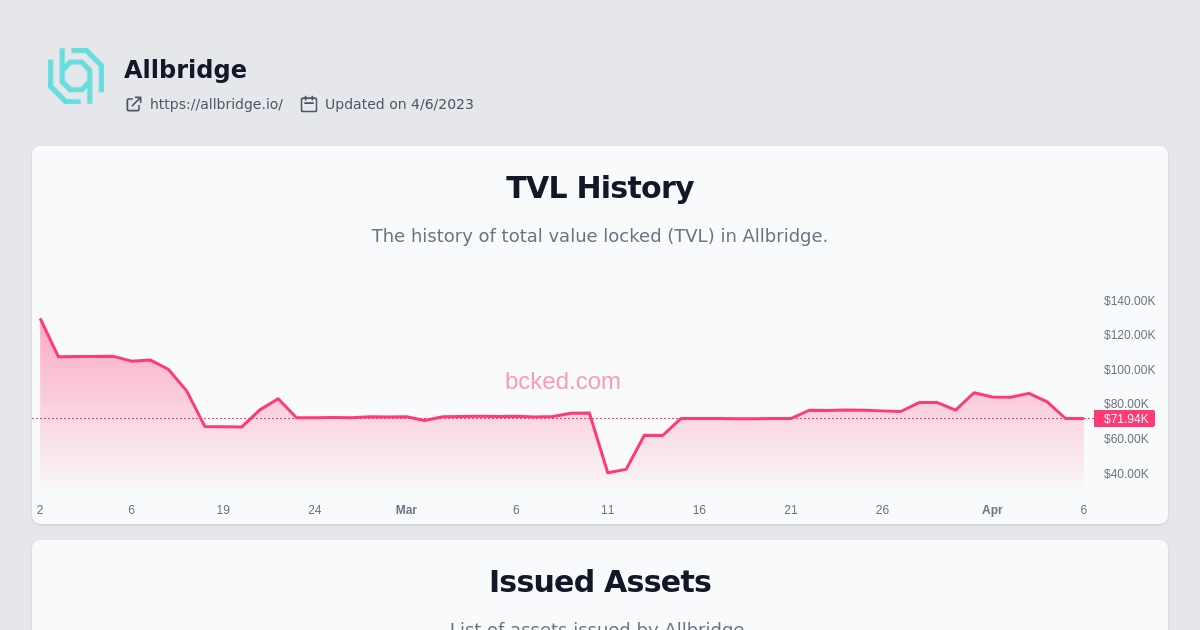 Allbridge
https://allbridge.io/ Updated on 4/6/2023
TVL History
The history of total value locked (TVL) in Allbridge.
$140.00K
$120.00K
$100.00K
bcked.com
$80.00K
$71.94K
$60.00K
$40.00K
2 6 19 24 Mar 6 11 16 21 26 Apr 6
Issued Assets
List of assets issued by Allbridge.